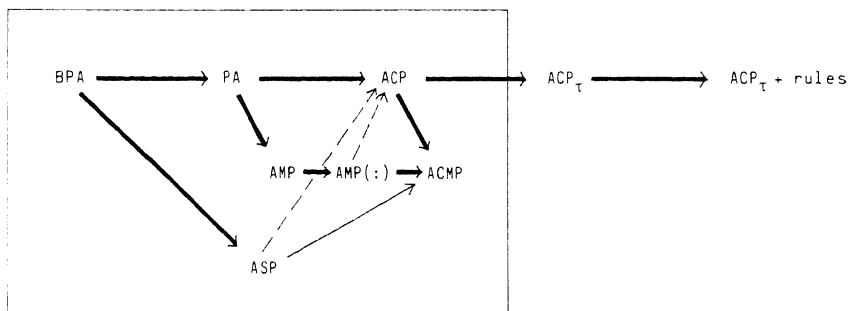 BPA PA ACP ACPτ ACPτ + rules
AMP AMP(:) ACMP
ASP